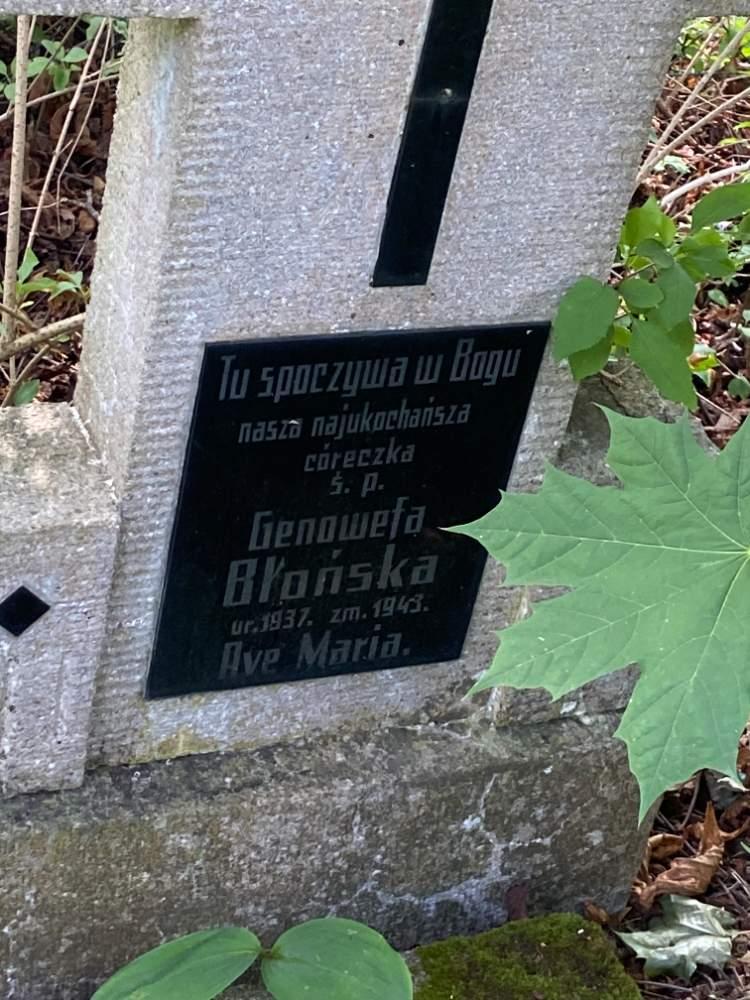 Tu spoczywa w Bogu
nasza najukochańsza
córeczka
ś. p.
Genowefa
Błońska
ur.1937. zm.1943.
Ave Maria.